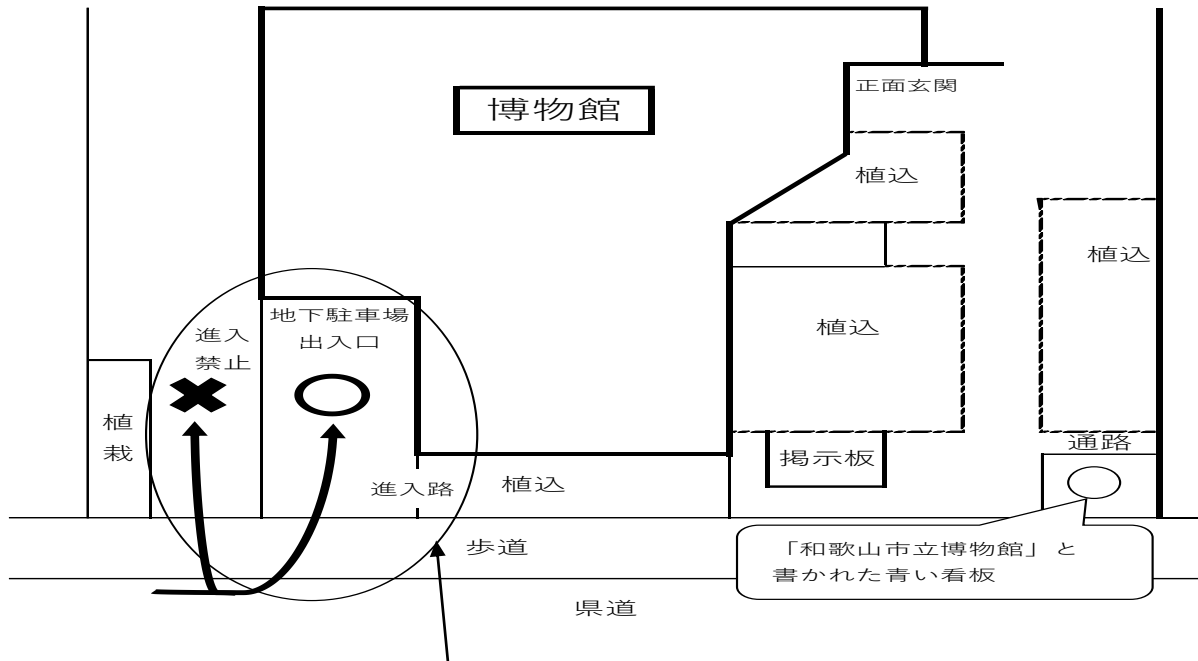 博物館
正面玄関
植込
植込
植込
地下駐車場
出入口
進入
禁止
植
栽
掲示板
通路
進入路
植込
歩道
「和歌山市立博物館」と
書かれた青い看板
県道